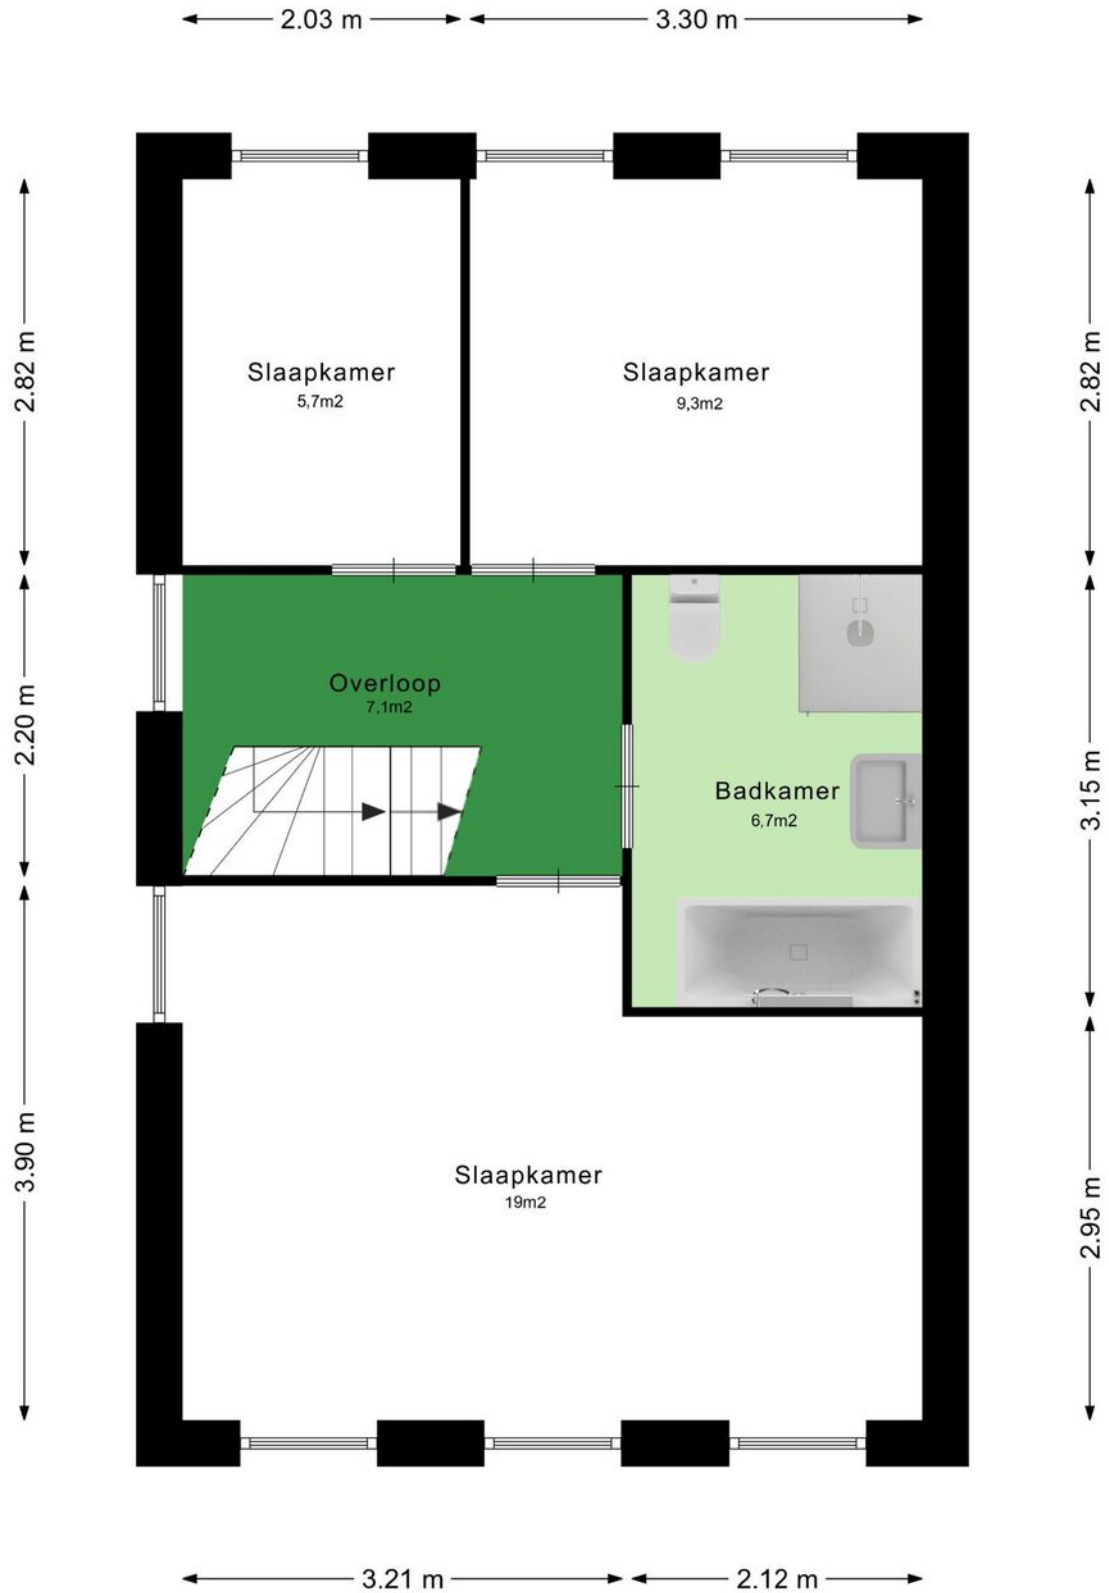 2.03 m
3.30 m
2.82 m
2.82 m
Slaapkamer
5,7m2
Slaapkamer
9,3m2
2.20 m
Overloop
7,1m2
Badkamer
6,7m2
3.15 m
3.90 m
Slaapkamer
19m2
2.95 m
3.21 m
2.12 m